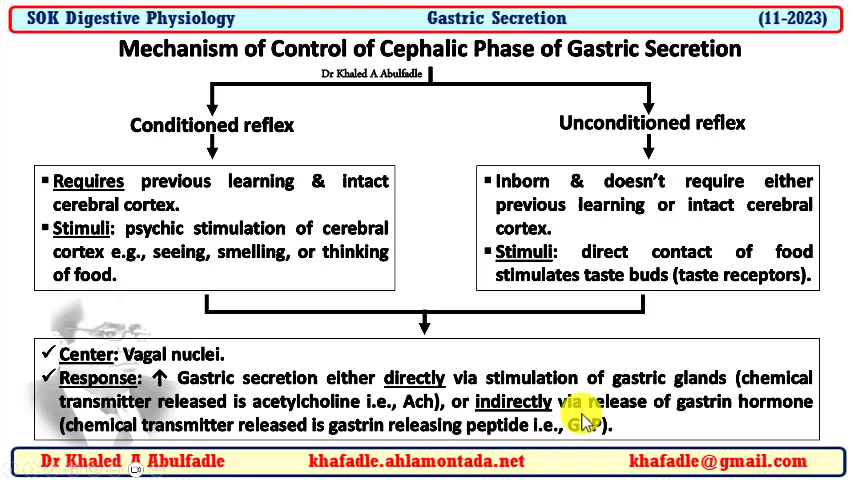 SOK Digestive Physiology Gastric Secretion (11-2023)
Mechanism of Control of Cephalic Phase of Gastric Secretion
Dr Khaled A Abulfadle
Conditioned reflex
▪ Requires previous learning & intact
cerebral cortex.
▪ Stimuli: psychic stimulation of cerebral
cortex e.g., seeing, smelling, or thinking
of food.
Unconditioned reflex
▪ Inborn & doesn't require either
previous learning or intact cerebral
cortex.
▪ Stimuli: direct contact of food
stimulates taste buds (taste receptors).
✓ Center: Vagal nuclei.
✓ Response: ↑ Gastric secretion either directly via stimulation of gastric glands (chemical
transmitter released is acetylcholine i.e., Ach), or indirectly via release of gastrin hormone
(chemical transmitter released is gastrin releasing peptide i.e., GRP).
Dr Khaled A Abulfadle khafadle.ahlamontada.net khafadle@gmail.com